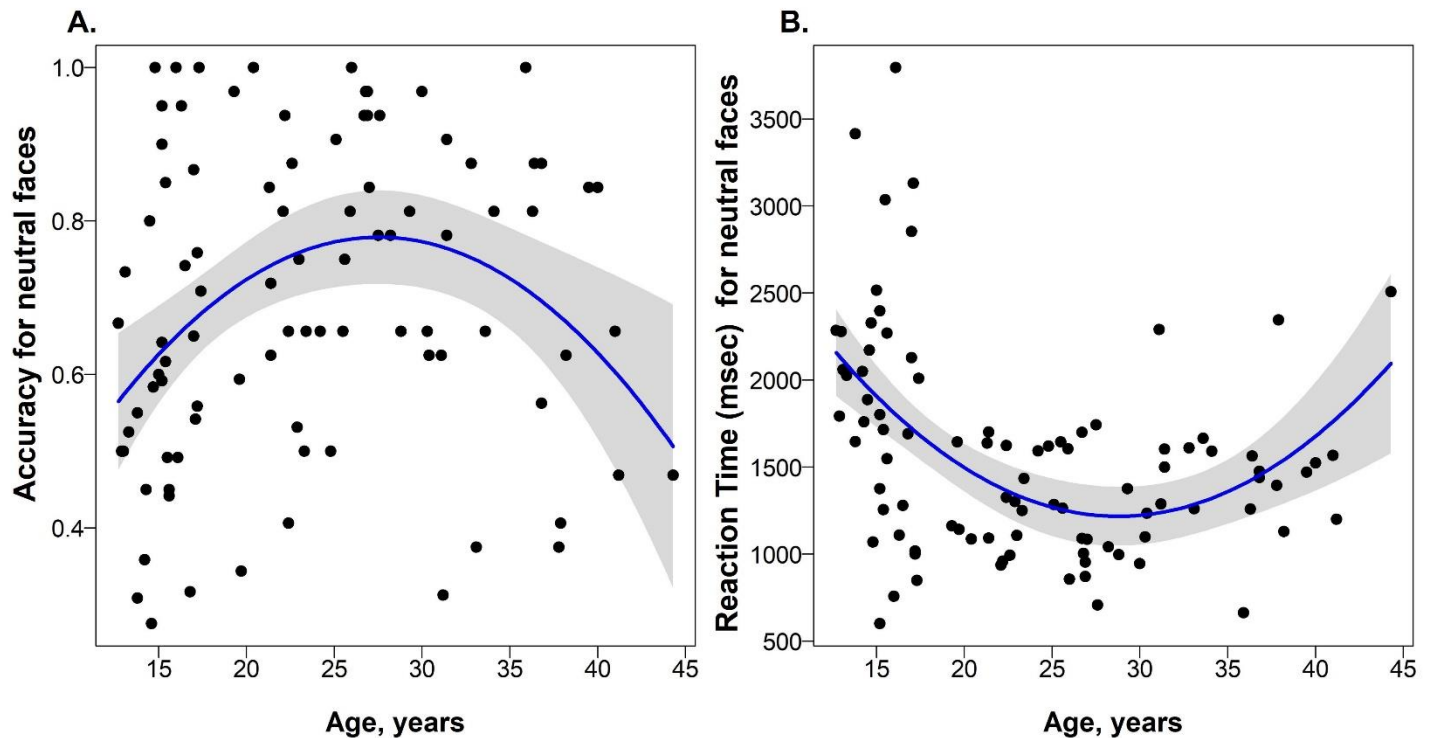 A.
Accuracy for neutral faces
1.0
0.8
0.6
0.4
15 20 25 30 35 40 45
Age, years
B.
Reaction Time (msec) for neutral faces
3500
3000
2500
2000
1500
1000
500
15 20 25 30 35 40 45
Age, years